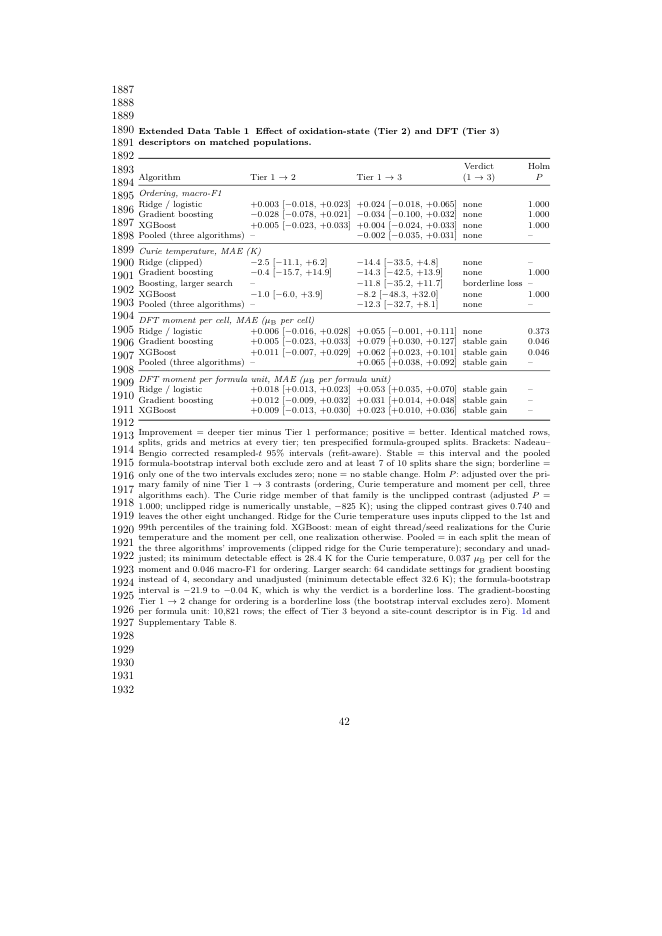 1887
1888
1889
1890 Extended Data Table 1 Effect of oxidation-state (Tier 2) and DFT (Tier 3)
1891 descriptors on matched populations.
1892
1893 Verdict Holm
1894 Algorithm Tier 1 → 2 Tier 1 → 3 (1 → 3) P
1895 Ordering, macro-F1
1896 Ridge / logistic +0.003 [−0.018, +0.023] +0.024 [−0.018, +0.065] none 1.000
1897 Gradient boosting −0.028 [−0.078, +0.021] −0.034 [−0.100, +0.032] none 1.000
XGBoost +0.005 [−0.023, +0.033] +0.004 [−0.024, +0.033] none 1.000
1898 Pooled (three algorithms) – −0.002 [−0.035, +0.031] none –
1899 Curie temperature, MAE (K)
1900 Ridge (clipped) −2.5 [−11.1, +6.2] −14.4 [−33.5, +4.8] none –
1901 Gradient boosting −0.4 [−15.7, +14.9] −14.3 [−42.5, +13.9] none 1.000
1902 Boosting, larger search – −11.8 [−35.2, +11.7] borderline loss –
XGBoost −1.0 [−6.0, +3.9] −8.2 [−48.3, +32.0] none 1.000
1903 Pooled (three algorithms) – −12.3 [−32.7, +8.1] none –
1904 DFT moment per cell, MAE (μB per cell)
1905 Ridge / logistic +0.006 [−0.016, +0.028] +0.055 [−0.001, +0.111] none 0.373
1906 Gradient boosting +0.005 [−0.023, +0.033] +0.079 [+0.030, +0.127] stable gain 0.046
1907 XGBoost +0.011 [−0.007, +0.029] +0.062 [+0.023, +0.101] stable gain 0.046
1908 Pooled (three algorithms) – +0.065 [+0.038, +0.092] stable gain –
1909 DFT moment per formula unit, MAE (μB per formula unit)
Ridge / logistic +0.018 [+0.013, +0.023] +0.053 [+0.035, +0.070] stable gain –
1910 Gradient boosting +0.012 [−0.009, +0.032] +0.031 [+0.014, +0.048] stable gain –
1911 XGBoost +0.009 [−0.013, +0.030] +0.023 [+0.010, +0.036] stable gain –
1912
1913 Improvement = deeper tier minus Tier 1 performance; positive = better. Identical matched rows,
1914 splits, grids and metrics at every tier; ten prespecified formula-grouped splits. Brackets: Nadeau–
Bengio corrected resampled-t 95% intervals (refit-aware). Stable = this interval and the pooled
1915 formula-bootstrap interval both exclude zero and at least 7 of 10 splits share the sign; borderline =
1916 only one of the two intervals excludes zero; none = no stable change. Holm P: adjusted over the pri-
1917 mary family of nine Tier 1 → 3 contrasts (ordering, Curie temperature and moment per cell, three
algorithms each). The Curie ridge member of that family is the unclipped contrast (adjusted P =
1918 1.000; unclipped ridge is numerically unstable, −825 K); using the clipped contrast gives 0.740 and
1919 leaves the other eight unchanged. Ridge for the Curie temperature uses inputs clipped to the 1st and
1920 99th percentiles of the training fold. XGBoost: mean of eight thread/seed realizations for the Curie
temperature and the moment per cell, one realization otherwise. Pooled = in each split the mean of
1921 the three algorithms' improvements (clipped ridge for the Curie temperature); secondary and unad-
1922 justed; its minimum detectable effect is 28.4 K for the Curie temperature, 0.037 μB per cell for the
1923 moment and 0.046 macro-F1 for ordering. Larger search: 64 candidate settings for gradient boosting
1924 instead of 4, secondary and unadjusted (minimum detectable effect 32.6 K); the formula-bootstrap
interval is −21.9 to −0.04 K, which is why the verdict is a borderline loss. The gradient-boosting
1925 Tier 1 → 2 change for ordering is a borderline loss (the bootstrap interval excludes zero). Moment
1926 per formula unit: 10,821 rows; the effect of Tier 3 beyond a site-count descriptor is in Fig. 1d and
1927 Supplementary Table 8.
1928
1929
1930
1931
1932
42